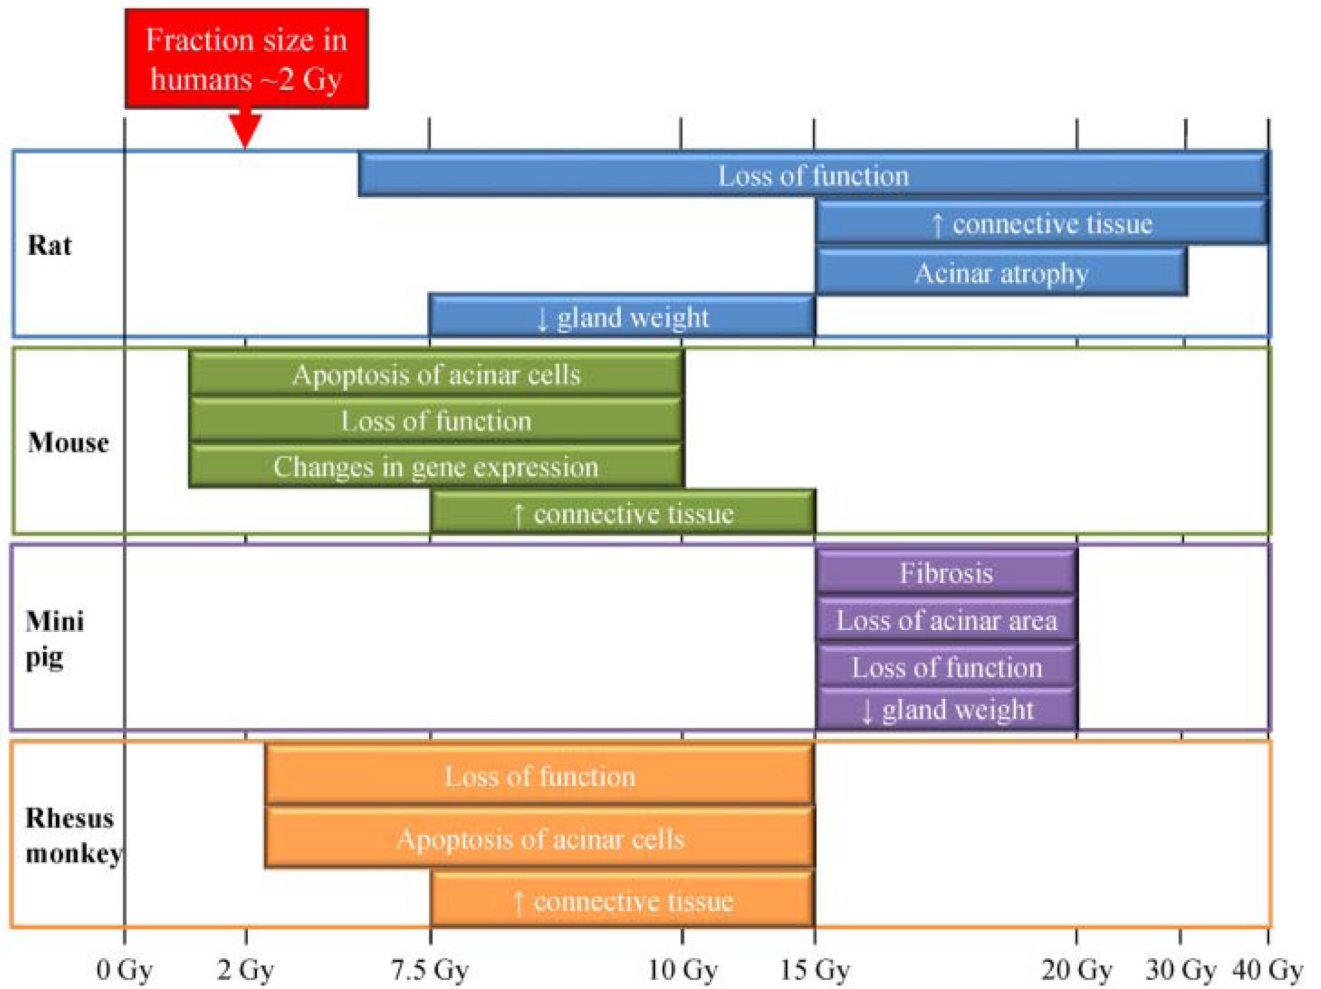 Fraction size in
humans ~2 Gy
Rat
Loss of function
↑ connective tissue
Acinar atrophy
↓ gland weight
Mouse
Apoptosis of acinar cells
Loss of function
Changes in gene expression
↑ connective tissue
Mini
pig
Fibrosis
Loss of acinar area
Loss of function
↓ gland weight
Rhesus
monkey
Loss of function
Apoptosis of acinar cells
↑ connective tissue
0 Gy 2 Gy 7.5 Gy 10 Gy 15 Gy 20 Gy 30 Gy 40 Gy